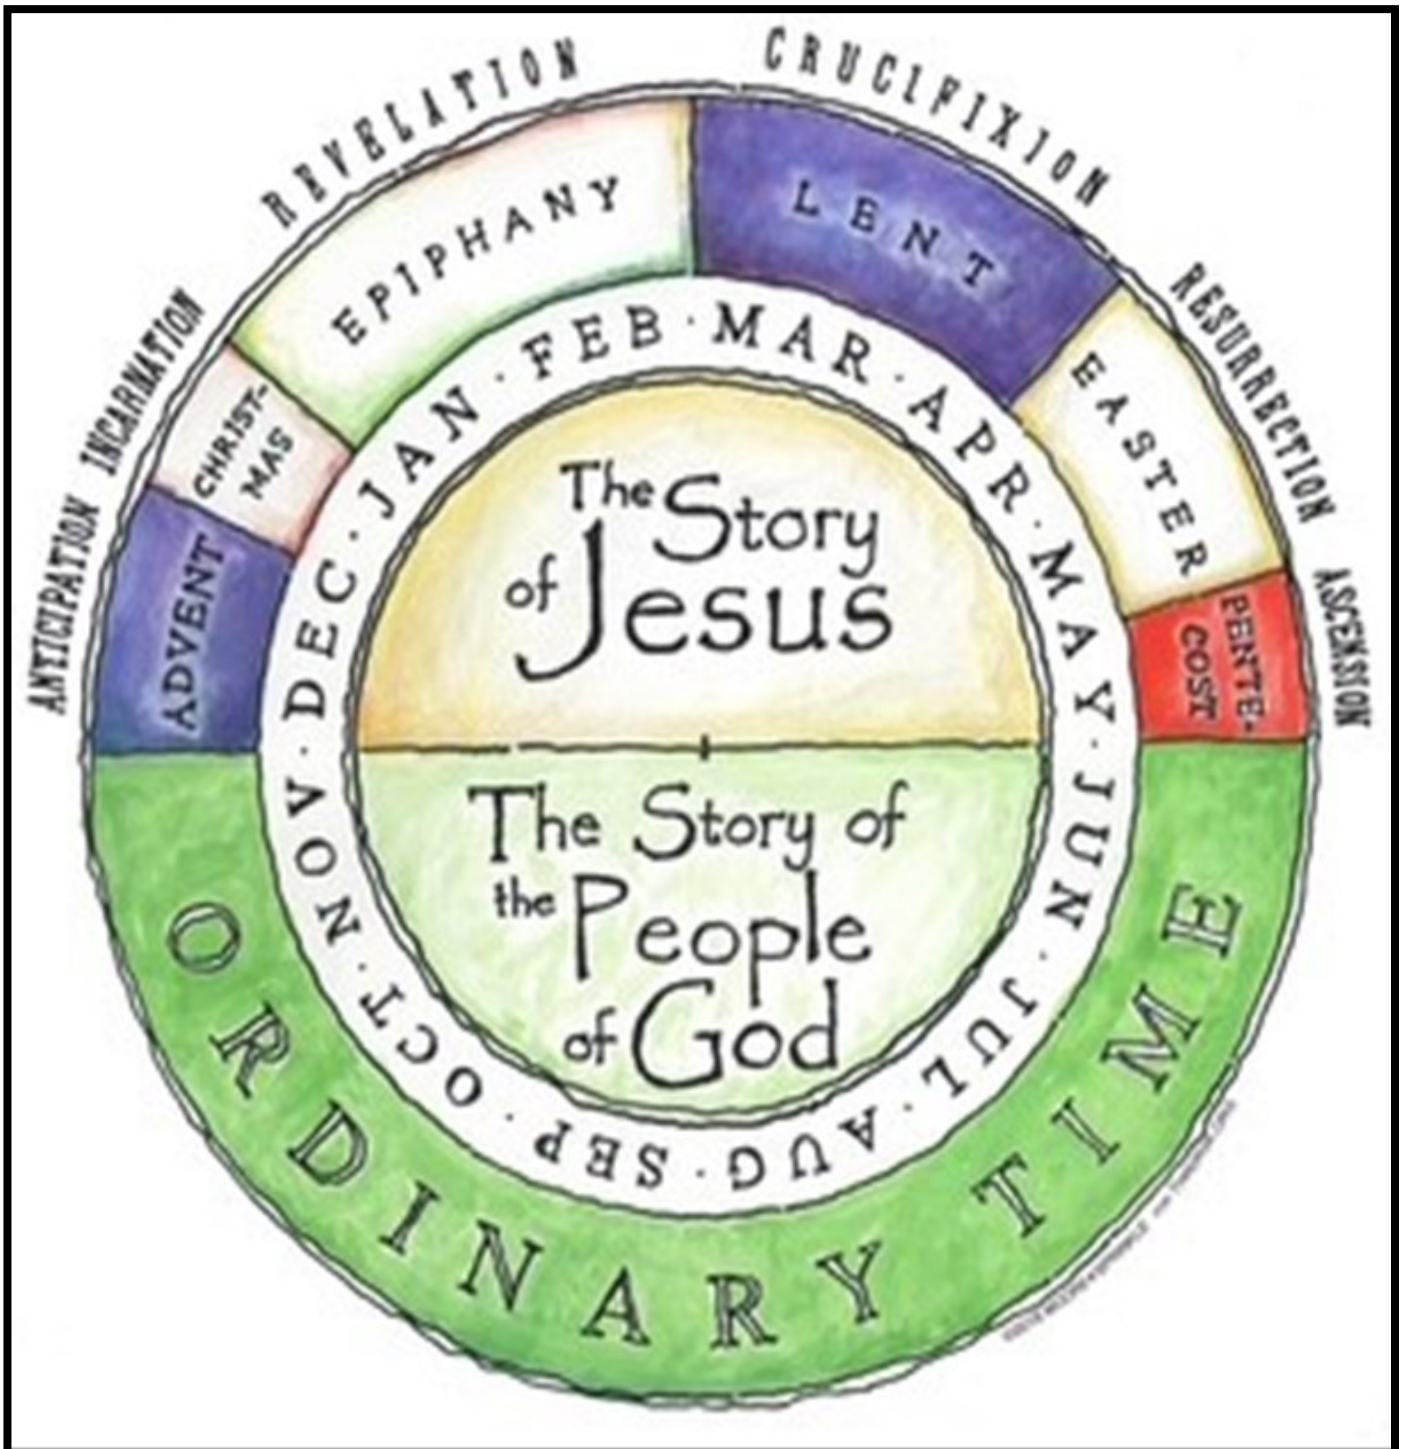 ANTICIPATION
INCARNATION
REVELATION
CRUCIFIXION
RESURRECTION
ASCENSION
ADVENT
CHRIST-
MAS
EPIPHANY
LENT
EASTER
PENTE-
COST
ORDINARY TIME
NOV · DEC · JAN · FEB · MAR · APR · MAY · JUN · JUL · AUG · SEP · OCT ·
The Story
of Jesus
The Story of
the People
of God